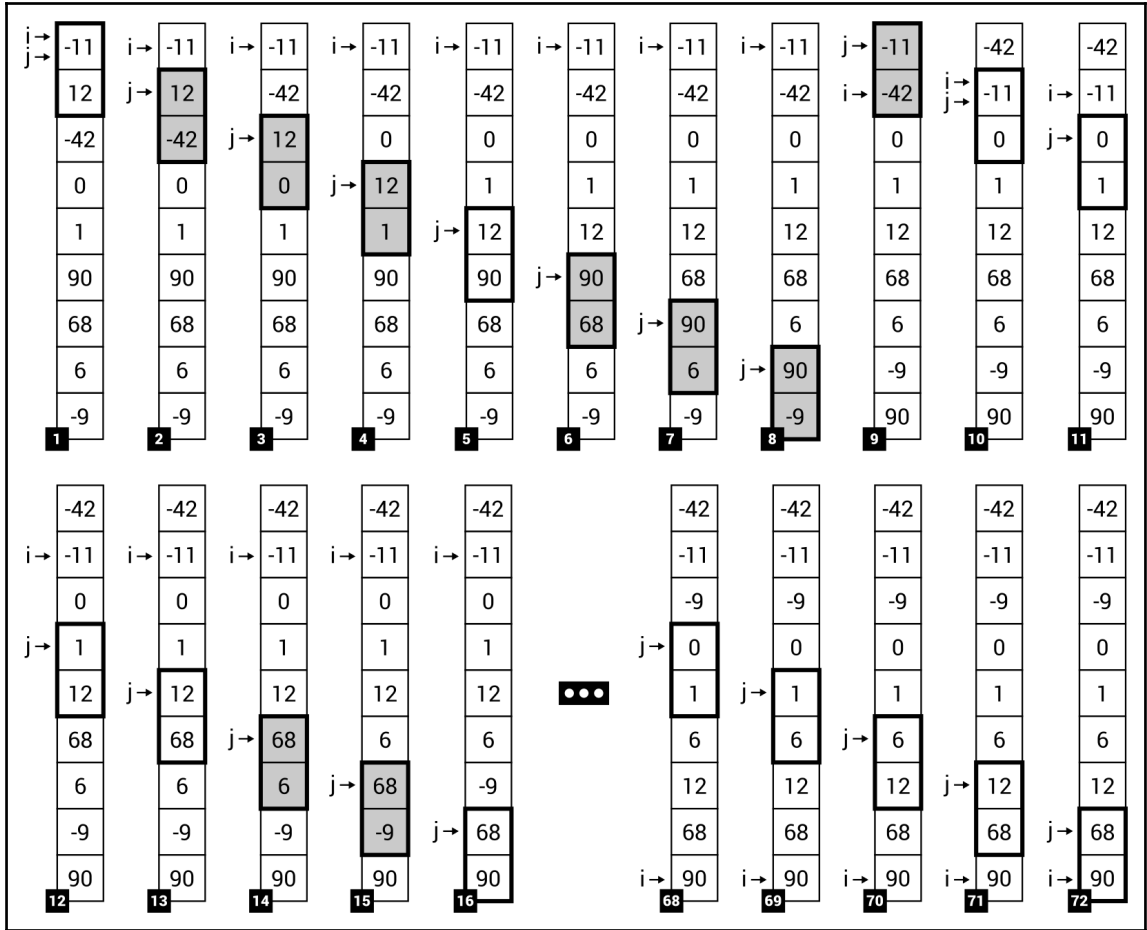 i→ j→ -11 i→ -11 i→ -11 i→ -11 i→ -11 i→ -11 i→ -11 i→ -11 j→ -11 -42 -42
12 j→ 12 -42 -42 -42 -42 -42 -42 i→ -42 i→ j→ -11 i→ -11
-42 -42 j→ 12 0 0 0 0 0 0 0 j→ 0
0 0 0 j→ 12 1 1 1 1 1 1 1
1 1 1 1 j→ 12 12 12 12 12 12 12
90 90 90 90 90 j→ 90 68 68 68 68 68
68 68 68 68 68 68 j→ 90 6 6 6 6
6 6 6 6 6 6 6 j→ 90 -9 -9 -9
-9 -9 -9 -9 -9 -9 -9 -9 90 90 90
1 2 3 4 5 6 7 8 9 10 11
-42 -42 -42 -42 -42 -42 -42 -42 -42 -42
i→ -11 i→ -11 i→ -11 i→ -11 i→ -11 -11 -11 -11 -11 -11
0 0 0 0 0 -9 -9 -9 -9 -9
j→ 1 1 1 1 1 j→ 0 0 0 0 0
12 j→ 12 12 12 12 ••• 1 j→ 1 1 1 1
68 68 j→ 68 6 6 6 6 j→ 6 6 6
6 6 6 j→ 68 -9 12 12 12 j→ 12 12
-9 -9 -9 -9 j→ 68 68 68 68 68 j→ 68
90 90 90 90 90 i→ 90 i→ 90 i→ 90 i→ 90 i→ 90
12 13 14 15 16 68 69 70 71 72